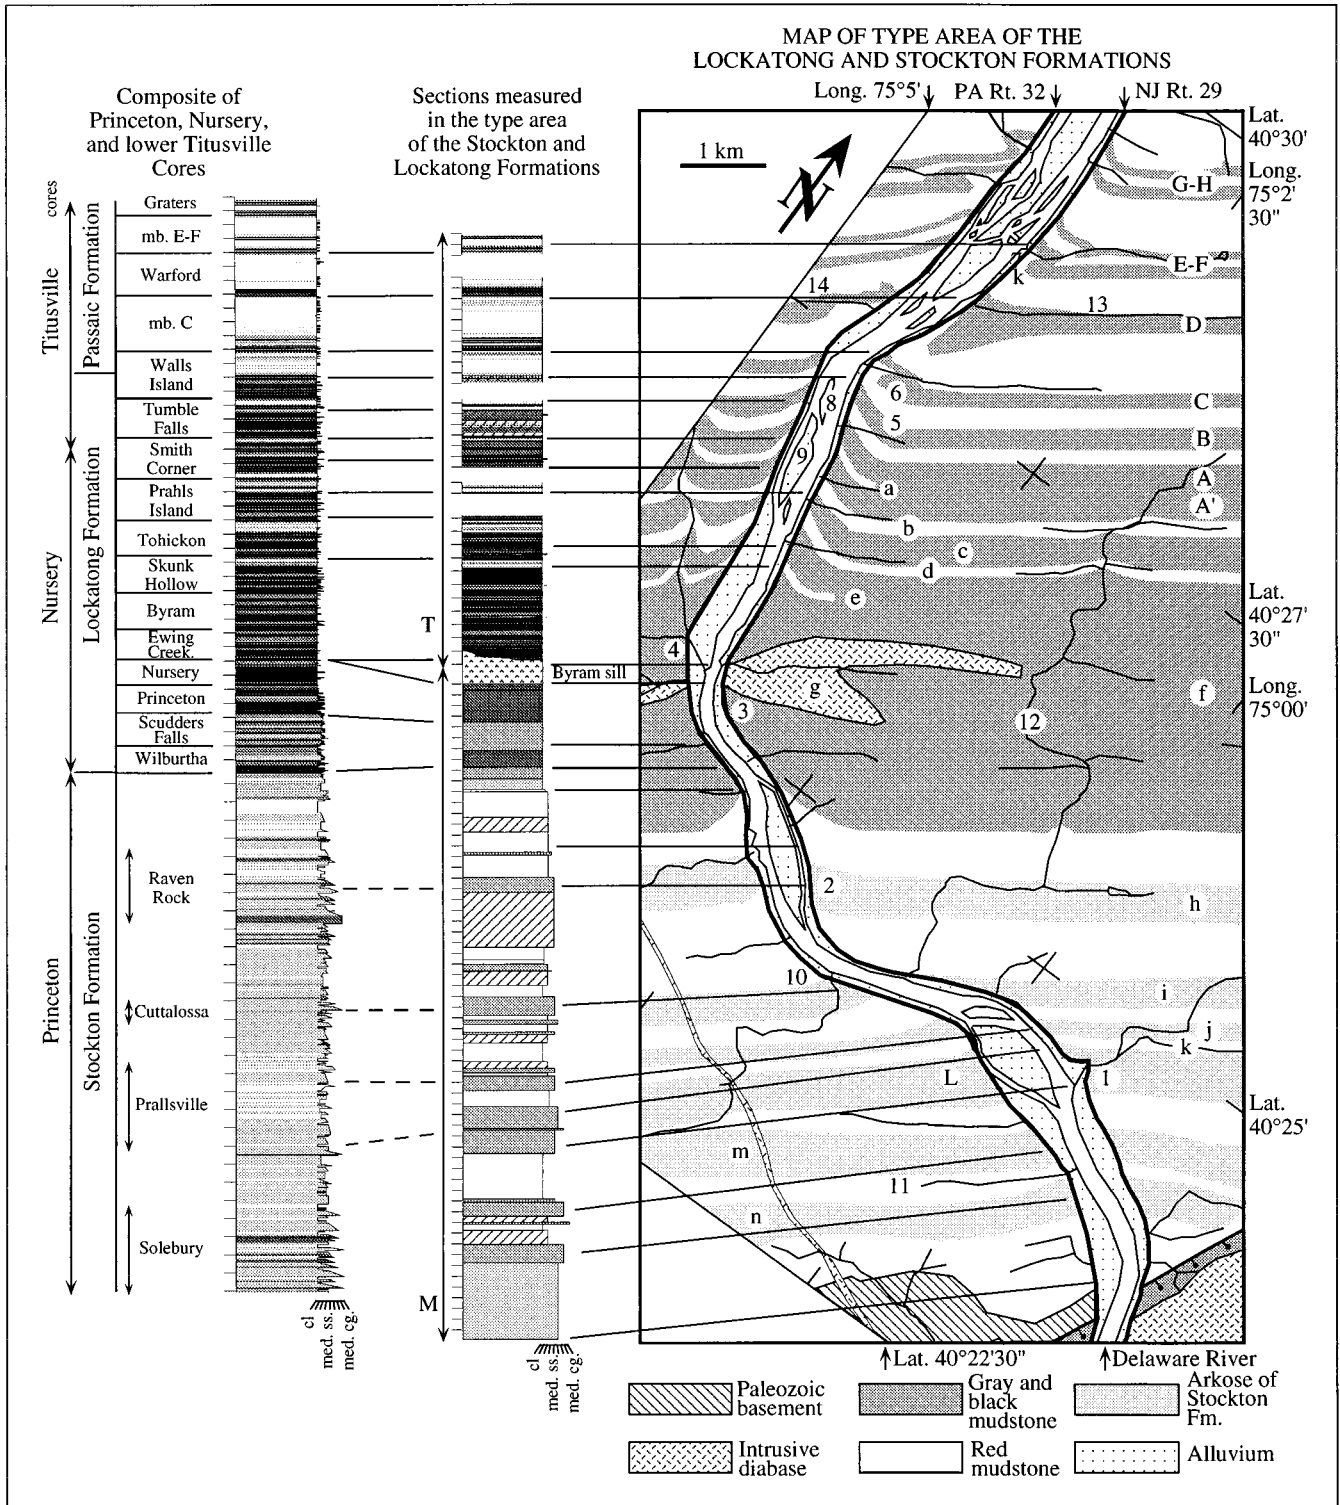 MAP OF TYPE AREA OF THE
LOCKATONG AND STOCKTON FORMATIONS
Long. 75°5'
PA Rt. 32
NJ Rt. 29
Composite of
Princeton, Nursery,
and lower Titusville
Cores
Sections measured
in the type area
of the Stockton and
Lockatong Formations
cores
Titusville
Nursery
Princeton
Passaic Formation
Lockatong Formation
Stockton Formation
Graters
mb. E-F
Warford
mb. C
Walls
Island
Tumble
Falls
Smith
Corner
Prahls
Island
Tohickon
Skunk
Hollow
Byram
Ewing
Creek.
Nursery
Princeton
Scudders
Falls
Wilburtha
Raven
Rock
Cuttalossa
Prallsville
Solebury
cl
med. ss.
med. cg.
T
M
Byram sill
cl
med. ss.
med. cg.
1 km
N
Lat.
40°30'
Long.
75°2'
30"
G-H
E-F
k
14
13
D
6
C
8
5
B
9
a
A
A'
b
c
d
e
Lat.
40°27'
30"
4
g
f
Long.
75°00'
3
12
2
h
10
i
j
k
L
1
Lat.
40°25'
m
11
n
Lat. 40°22'30"
Delaware River
Paleozoic
basement
Gray and
black
mudstone
Arkose of
Stockton
Fm.
Intrusive
diabase
Red
mudstone
Alluvium